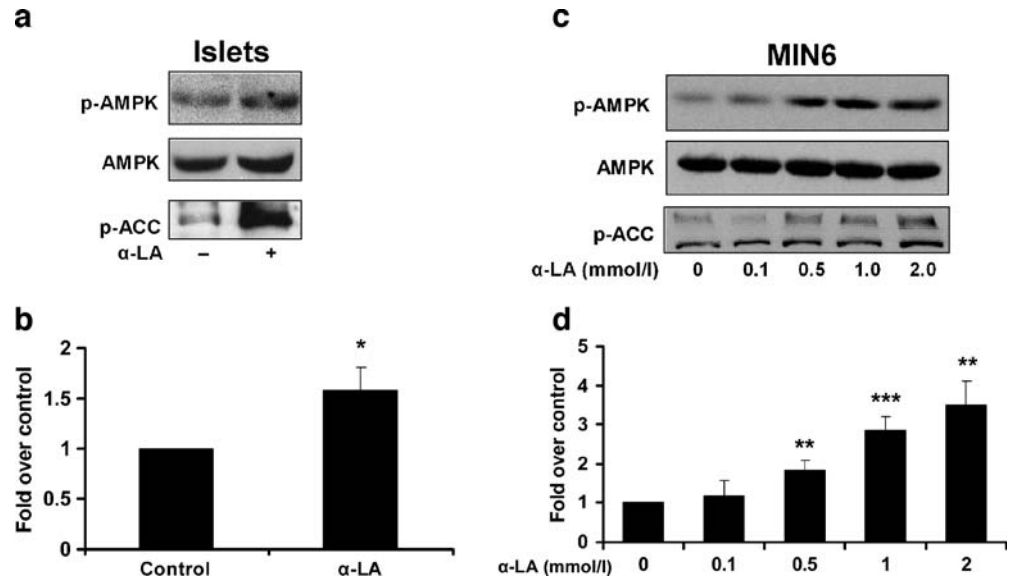 a
Islets
p-AMPK
AMPK
p-ACC
α-LA – +
b
Fold over control
2
1.5
1
0.5
0
*
Control α-LA
c
MIN6
p-AMPK
AMPK
p-ACC
α-LA (mmol/l) 0 0.1 0.5 1.0 2.0
d
Fold over control
5
4
3
2
1
0
** *** **
α-LA (mmol/l) 0 0.1 0.5 1 2